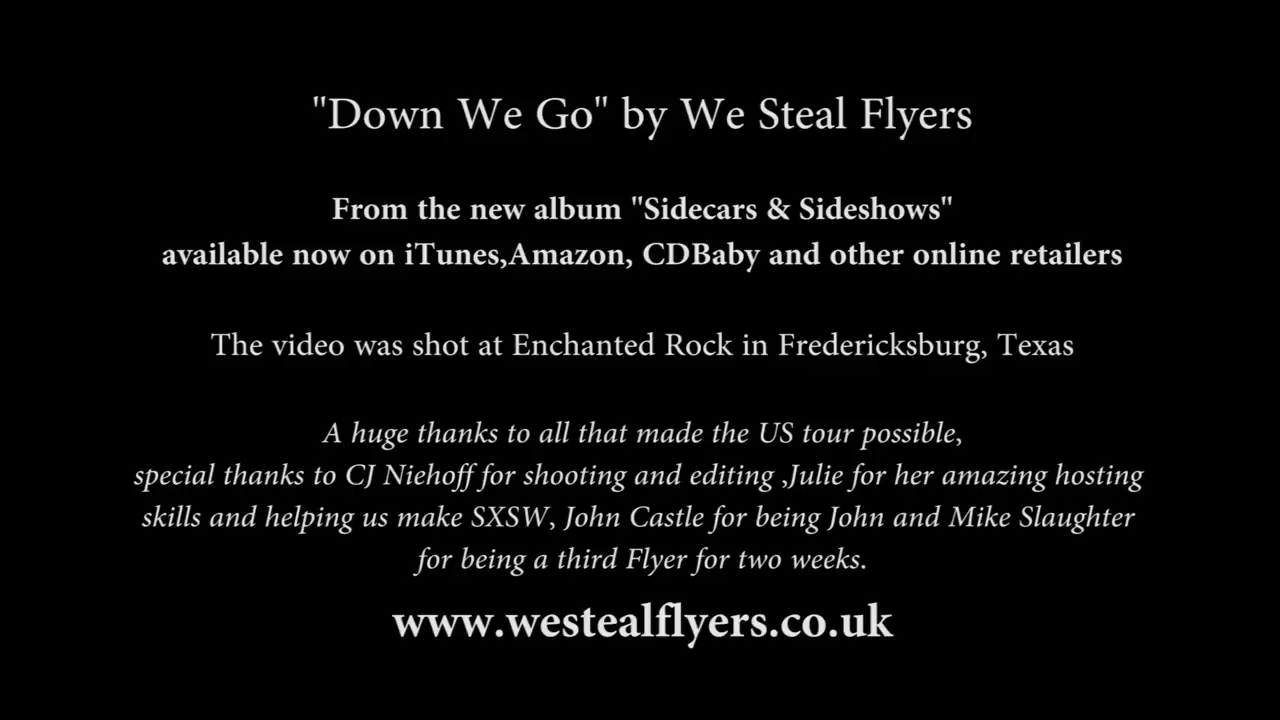 "Down We Go" by We Steal Flyers
From the new album "Sidecars & Sideshows"
available now on iTunes,Amazon, CDBaby and other online retailers
The video was shot at Enchanted Rock in Fredericksburg, Texas
A huge thanks to all that made the US tour possible,
special thanks to CJ Niehoff for shooting and editing ,Julie for her amazing hosting
skills and helping us make SXSW, John Castle for being John and Mike Slaughter
for being a third Flyer for two weeks.
www.westealflyers.co.uk